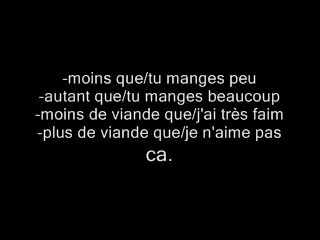 -moins que/tu manges peu
-autant que/tu manges beaucoup
-moins de viande que/j'ai très faim
-plus de viande que/je n'aime pas
ca.